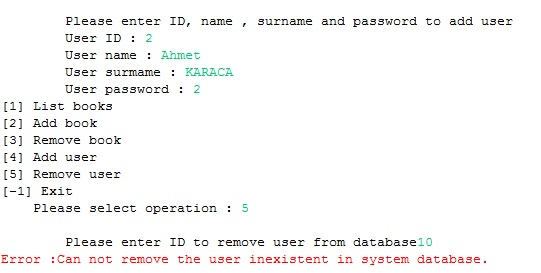 Please enter ID, name , surname and password to add user
User ID : 2
User name : Ahmet
User surmame : KARACA
User password : 2
[1] List books
[2] Add book
[3] Remove book
[4] Add user
[5] Remove user
[-1] Exit
Please select operation : 5
Please enter ID to remove user from database10
Error :Can not remove the user inexistent in system database.